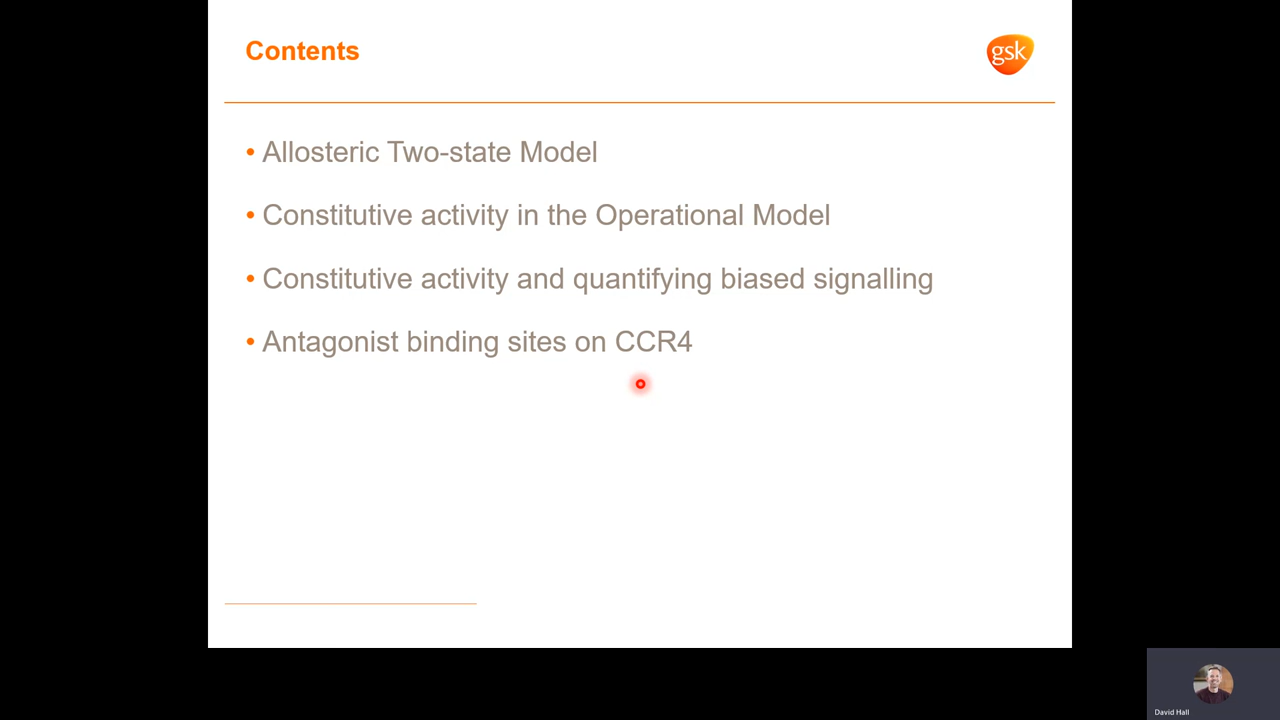 Contents
gsk
• Allosteric Two-state Model
• Constitutive activity in the Operational Model
• Constitutive activity and quantifying biased signalling
• Antagonist binding sites on CCR4
David Hall